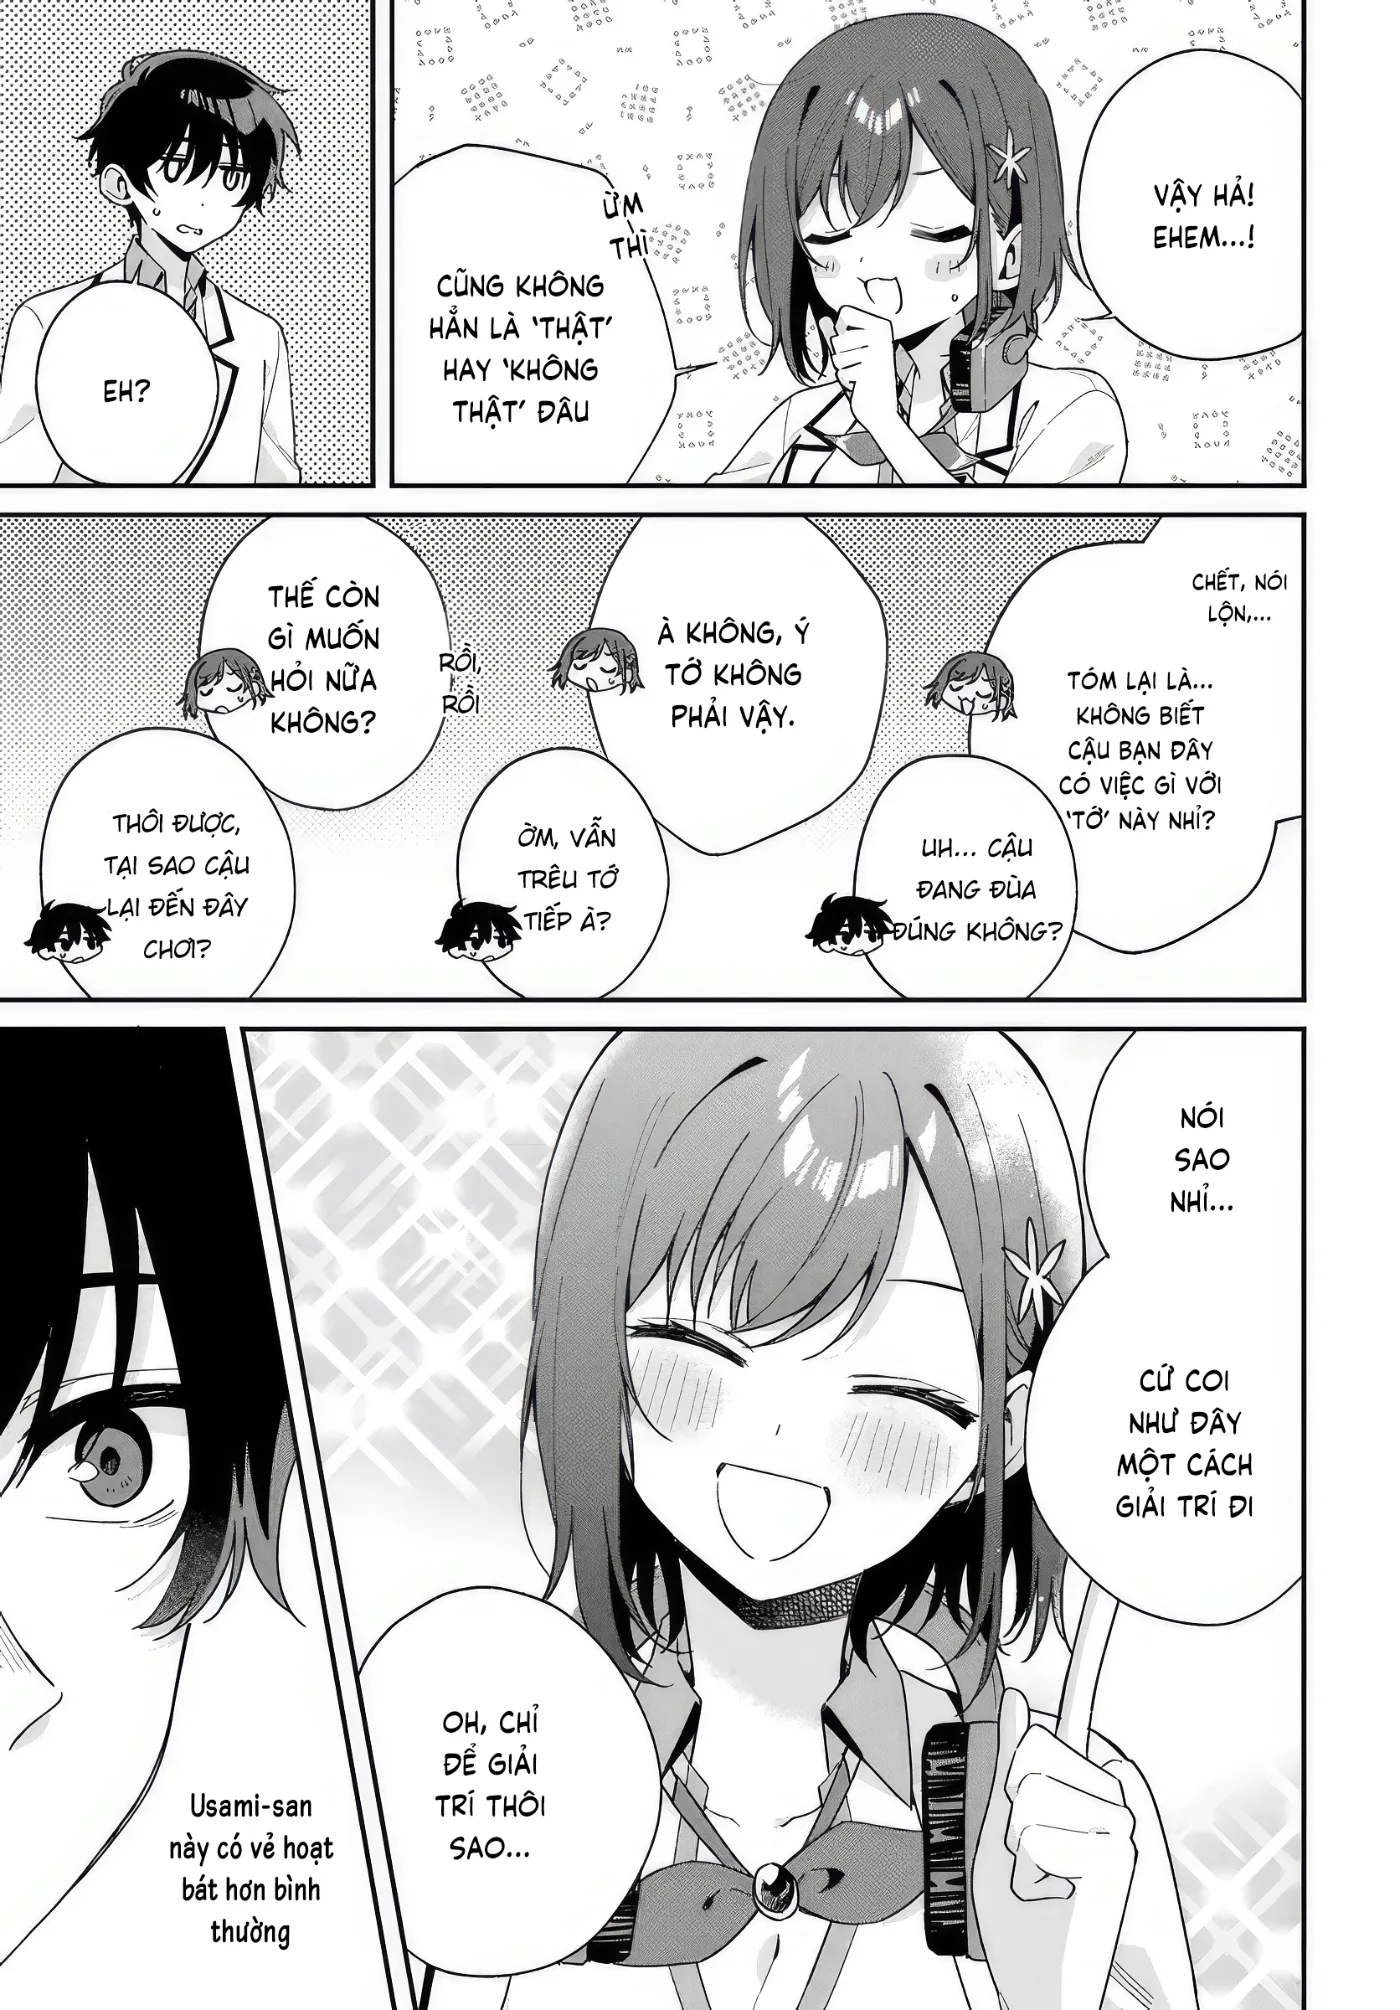 VẬY HẢ!
EHEM...!
ỪM
THÌ
CŨNG KHÔNG
HẲN LÀ 'THẬT'
HAY 'KHÔNG
THẬT' ĐÂU
EH?
CHẾT, NÓI
LỘN,...
TÓM LẠI LÀ...
KHÔNG BIẾT
CẬU BẠN ĐÂY
CÓ VIỆC GÌ VỚI
'TỚ' NÀY NHỈ?
UH... CẬU
ĐANG ĐÙA
ĐÚNG KHÔNG?
À KHÔNG, Ý
TỚ KHÔNG
PHẢI VẬY.
ỜM, VẪN
TRÊU TỚ
TIẾP À?
RỒI,
RỒI
THẾ CÒN
GÌ MUỐN
HỎI NỮA
KHÔNG?
THÔI ĐƯỢC,
TẠI SAO CẬU
LẠI ĐẾN ĐÂY
CHƠI?
NÓI
SAO
NHỈ...
CỨ COI
NHƯ ĐÂY
MỘT CÁCH
GIẢI TRÍ ĐI
OH, CHỈ
ĐỂ GIẢI
TRÍ THÔI
SAO...
Usami-san
này có vẻ hoạt
bát hơn bình
thường